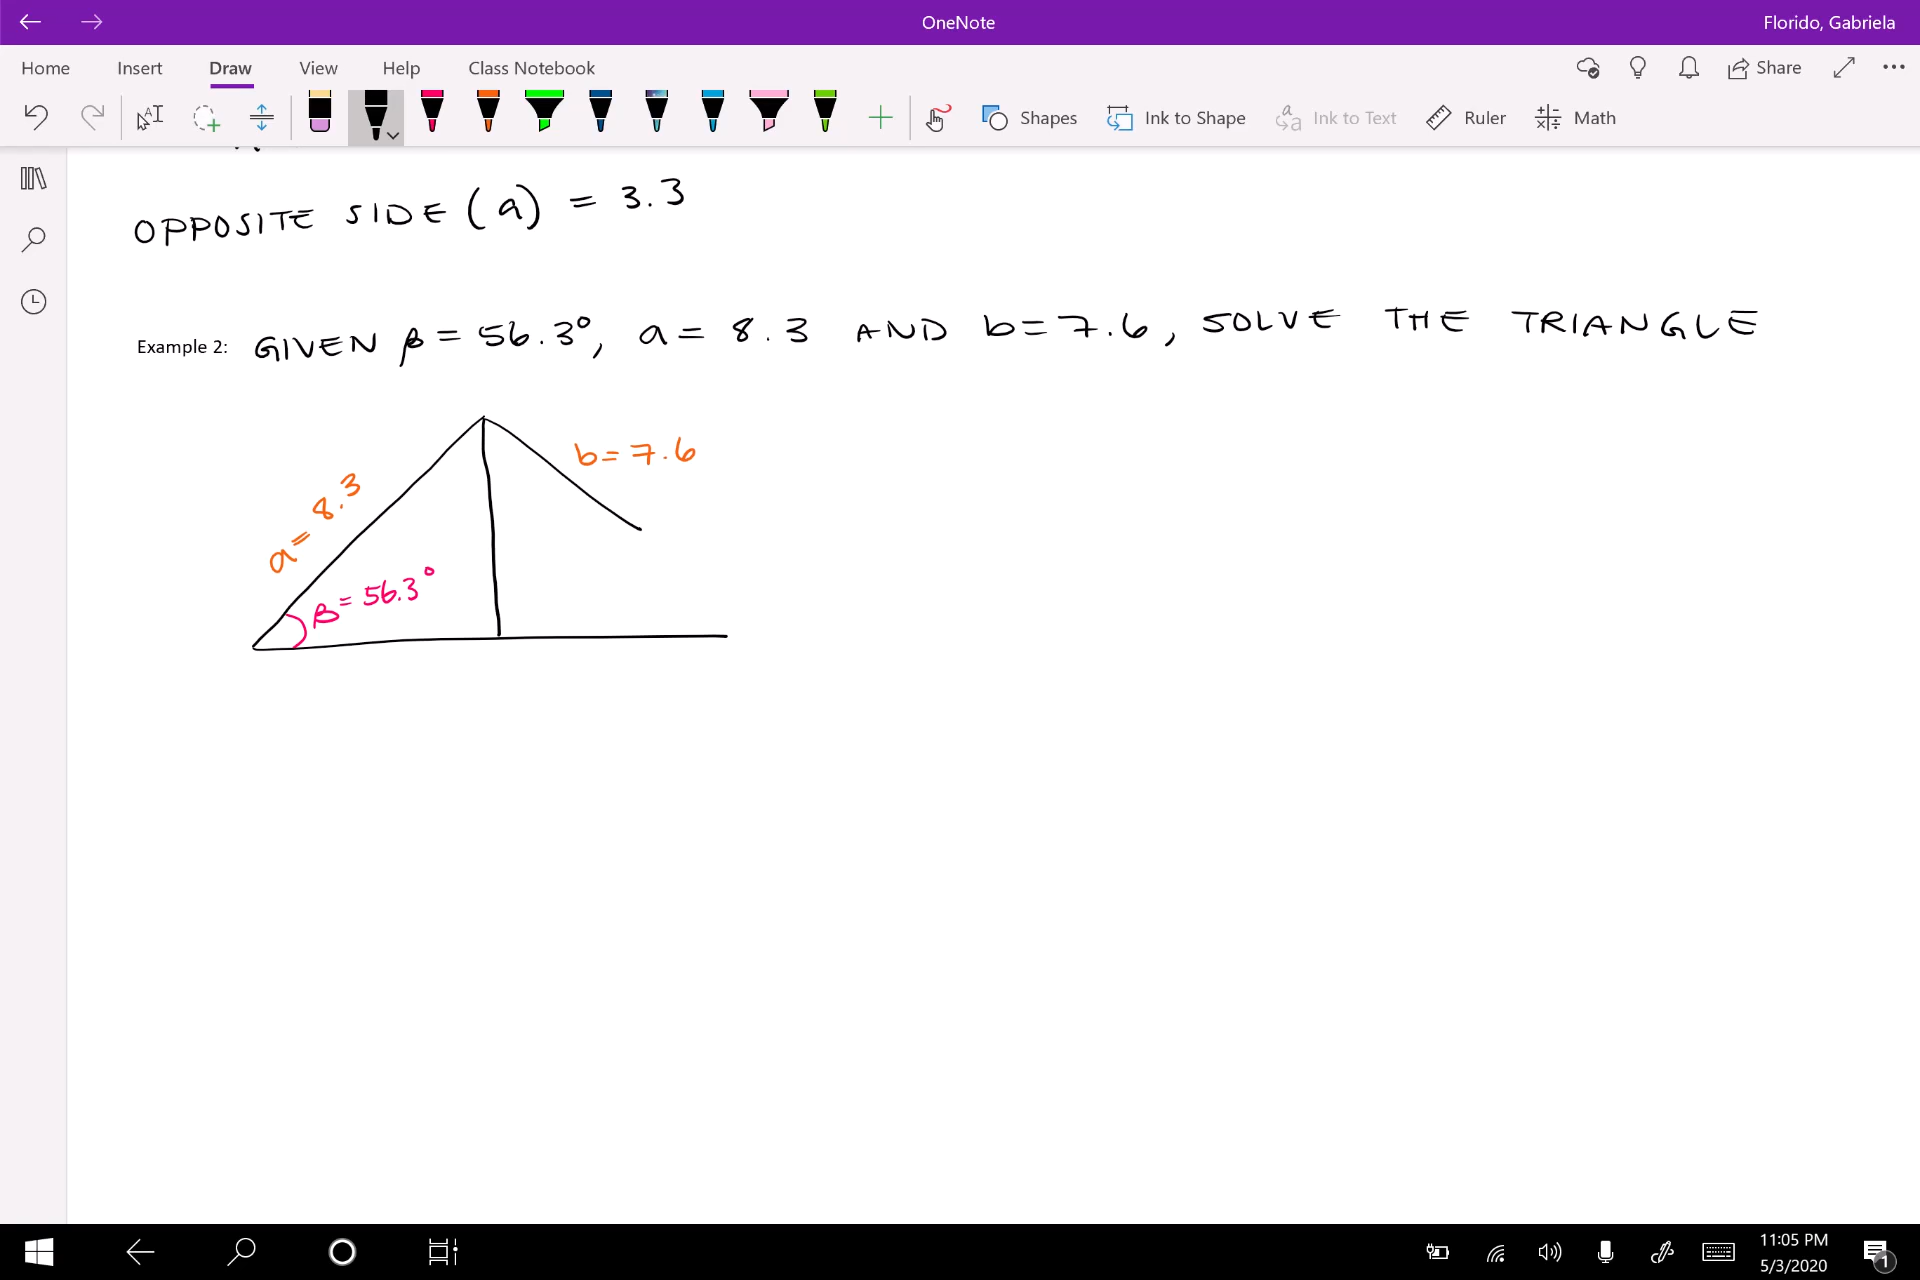 OneNote
Florido, Gabriela
Home Insert Draw View Help Class Notebook Share
Shapes Ink to Shape Ink to Text Ruler Math
OPPOSITE SIDE (a) = 3.3
Example 2: GIVEN β = 56.3°, a = 8.3 AND b = 7.6, SOLVE THE TRIANGLE
b = 7.6
a = 8.3
β = 56.3°
11:05 PM
5/3/2020
1